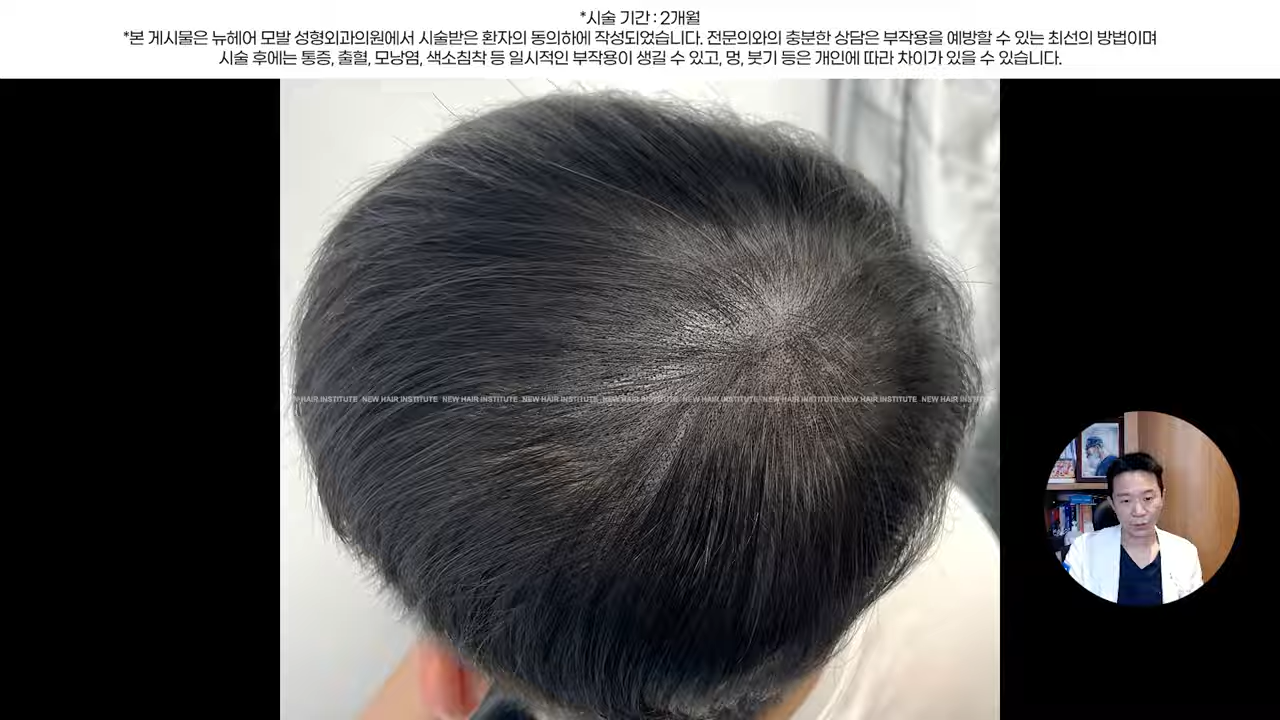 *시술 기간 : 2개월
*본 게시물은 뉴헤어 모발 성형외과의원에서 시술받은 환자의 동의하에 작성되었습니다. 전문의와의 충분한 상담은 부작용을 예방할 수 있는 최선의 방법이며
시술 후에는 통증, 출혈, 모낭염, 색소침착 등 일시적인 부작용이 생길 수 있고, 멍, 붓기 등은 개인에 따라 차이가 있을 수 있습니다.
HAIR INSTITUTE NEW HAIR INSTITUTE NEW HAIR INSTITUTE NEW HAIR INSTITUTE NEW HAIR INSTITUTE NEW HAIR INSTITUTE NEW HAIR INSTITUTE NEW HAIR INSTITUTE NEW HAIR INSTITUTE